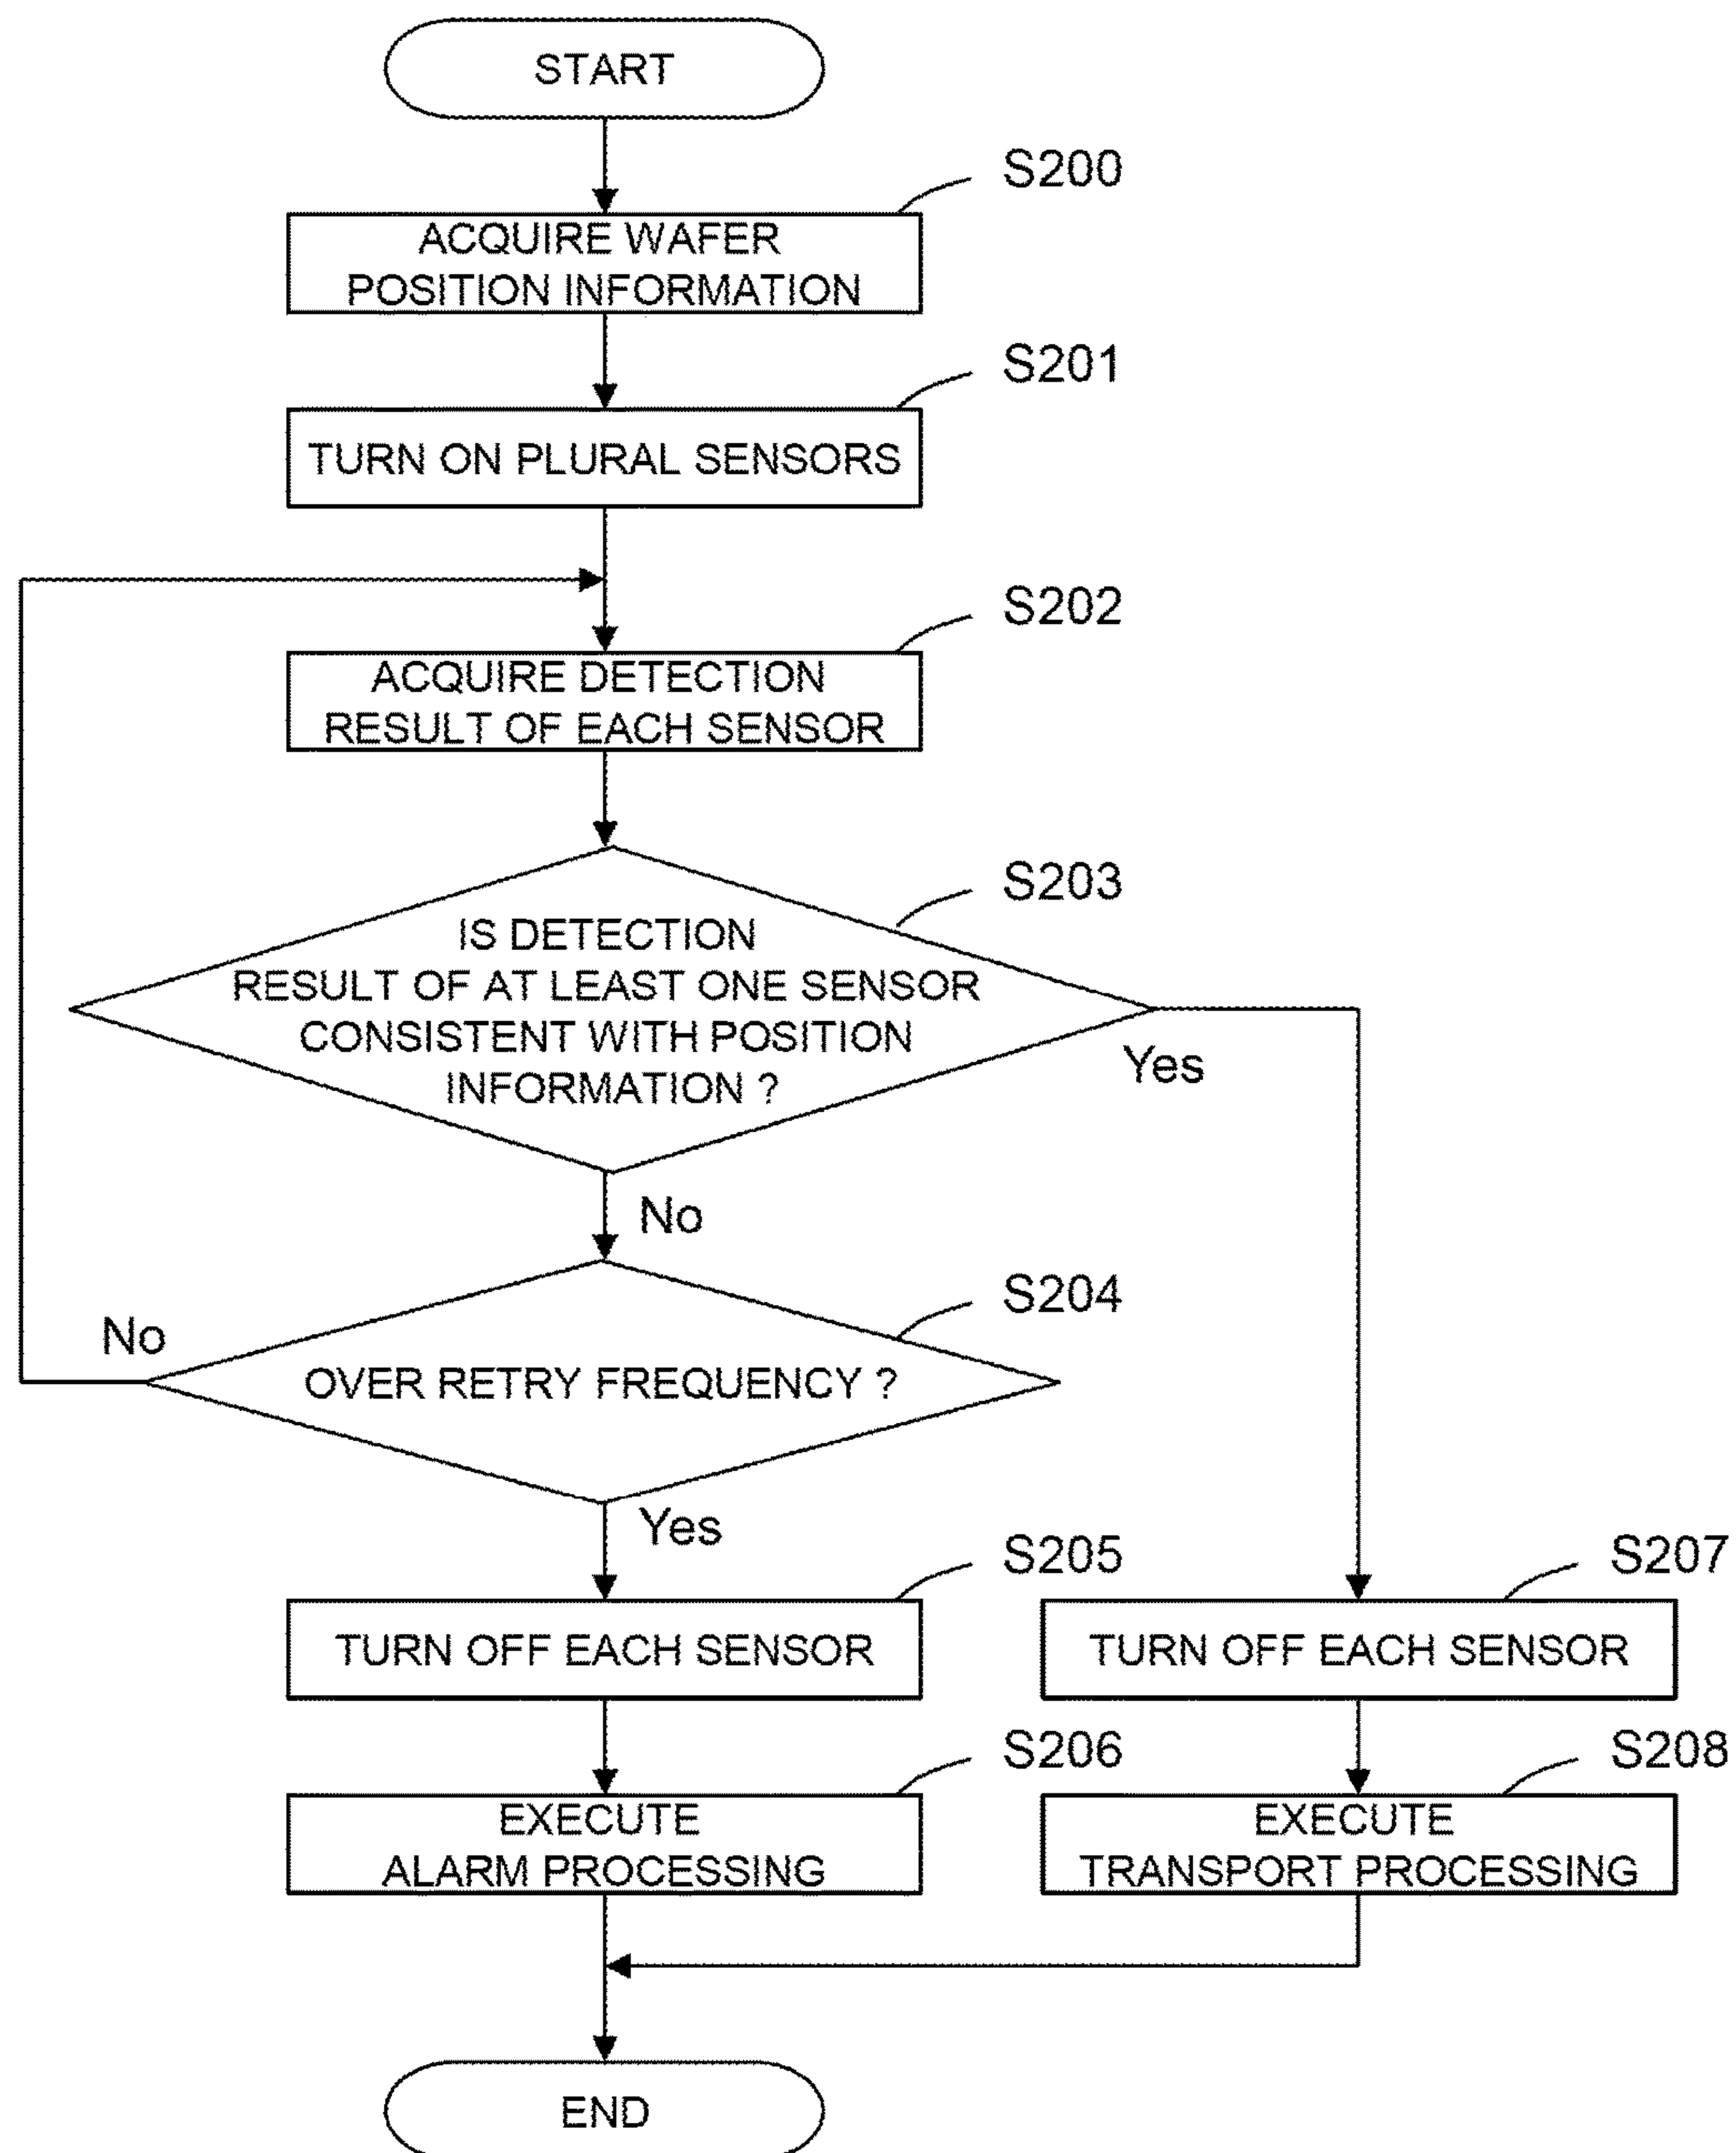 START
S200
ACQUIRE WAFER
POSITION INFORMATION
S201
TURN ON PLURAL SENSORS
S202
ACQUIRE DETECTION
RESULT OF EACH SENSOR
S203
IS DETECTION
RESULT OF AT LEAST ONE SENSOR
CONSISTENT WITH POSITION
INFORMATION ?
Yes
No
S204
No
OVER RETRY FREQUENCY ?
Yes
S205
TURN OFF EACH SENSOR
S207
TURN OFF EACH SENSOR
S206
EXECUTE
ALARM PROCESSING
S208
EXECUTE
TRANSPORT PROCESSING
END